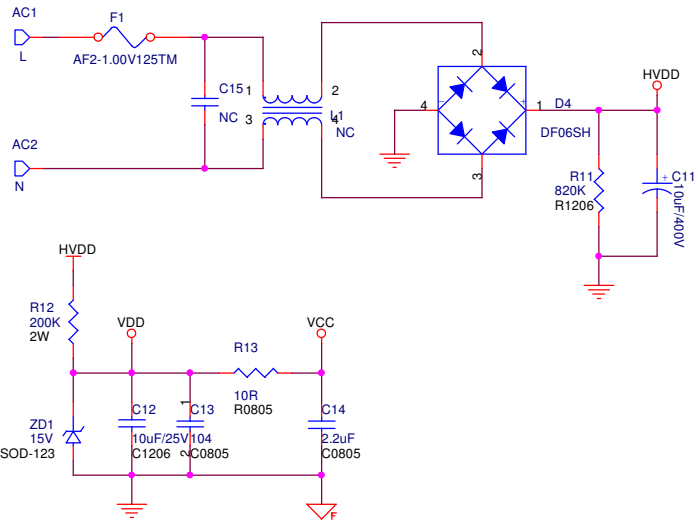 AC1
F1
L
AF2-1.00V125TM
C15
NC
1
2
3
4
L1
NC
AC2
N
2
4
1
3
D4
DF06SH
HVDD
R11
820K
R1206
+
C11
10uF/400V
HVDD
R12
200K
2W
VDD
VCC
R13
10R
R0805
ZD1
15V
SOD-123
C12
10uF/25V
C1206
1
C13
104
2
C0805
C14
2.2uF
C0805
F